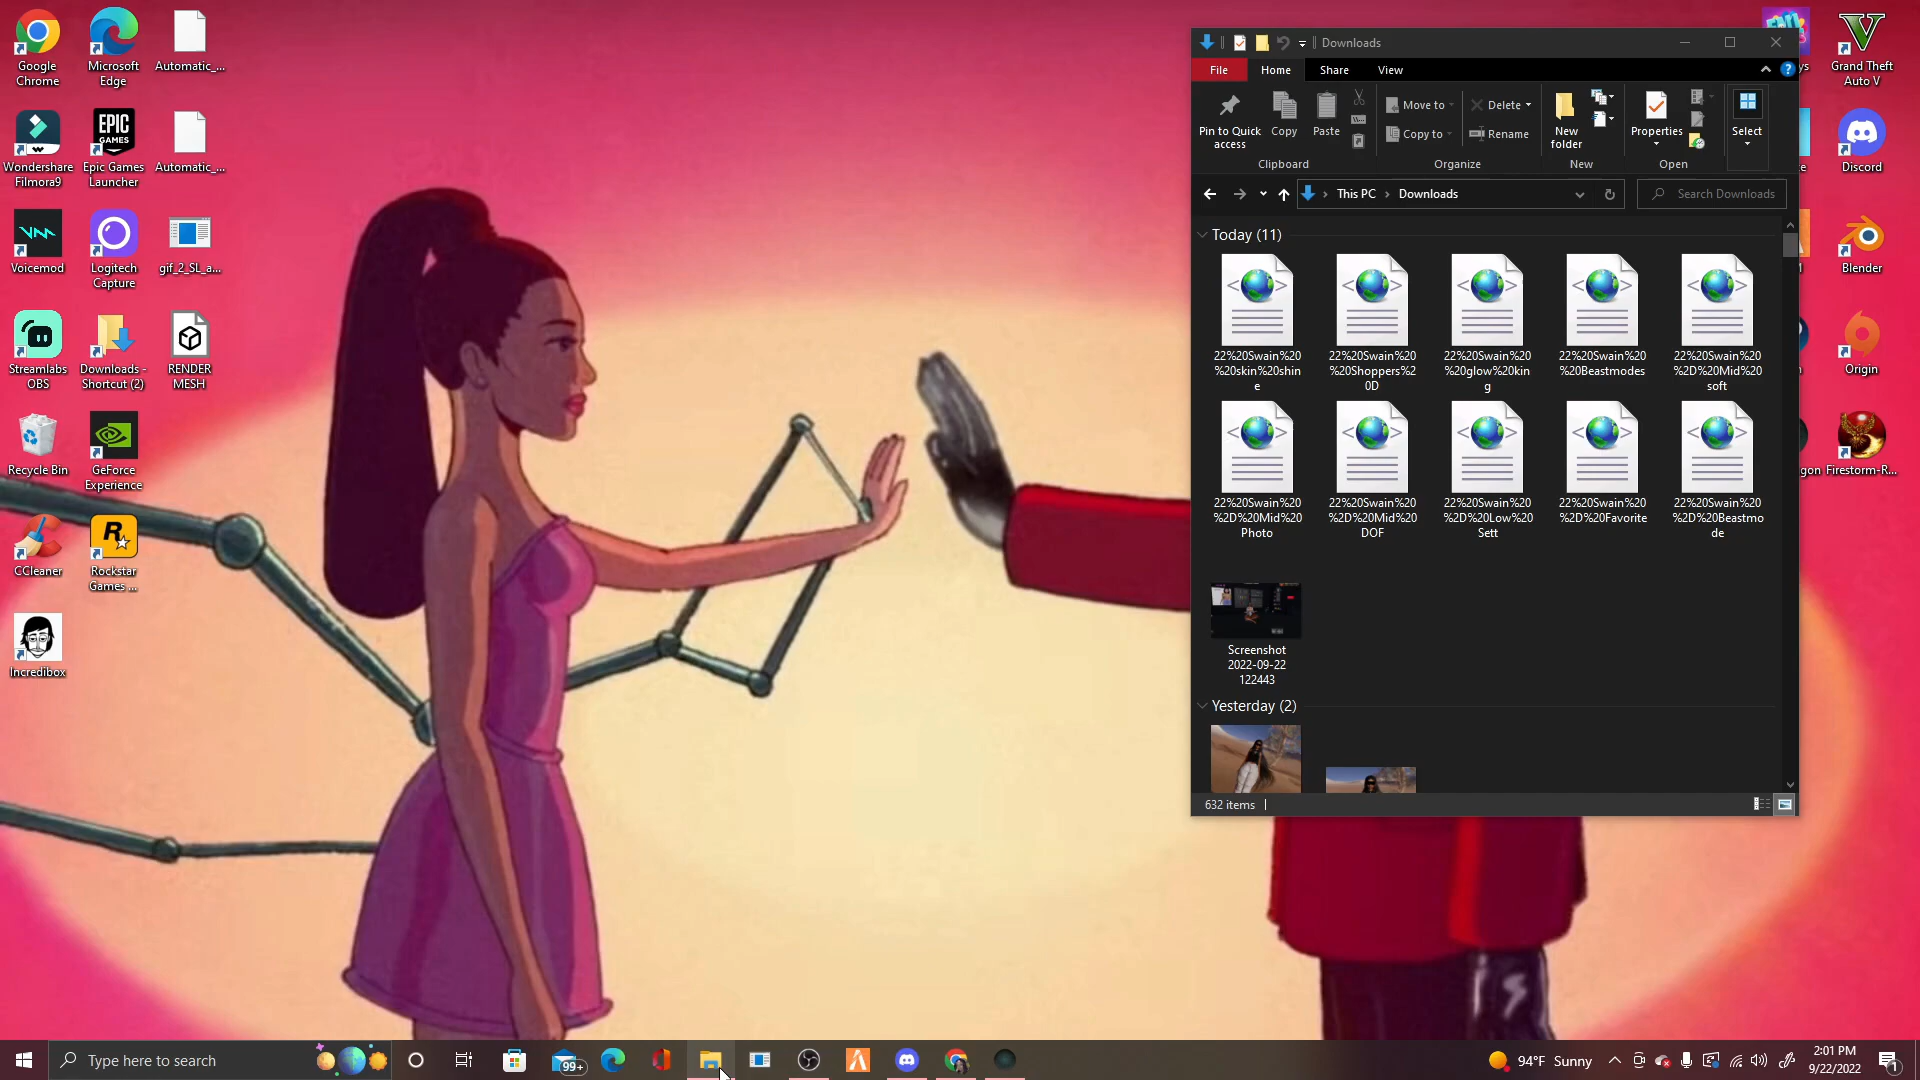 Google
Chrome
Microsoft
Edge
Automatic_...
Wondershare
Filmora9
EPIC
GAMES
Epic Games
Launcher
Automatic_...
Voicemod
Logitech
Capture
gif_2_SL_a...
Streamlabs
OBS
Downloads -
Shortcut (2)
RENDER
MESH
Recycle Bin
GeForce
Experience
CCleaner
Rockstar
Games ...
Incredibox
Downloads
File
Home
Share
View
Pin to Quick
access
Copy
Paste
Move to
Copy to
Delete
Rename
New
folder
Properties
Select
Clipboard
Organize
New
Open
This PC
Downloads
Search Downloads
Today (11)
22%20Swain%20
%20skin%20shin
e
22%20Swain%20
%20Shoppers%2
0D
22%20Swain%20
%20glow%20kin
g
22%20Swain%20
%20Beastmodes
22%20Swain%20
%2D%20Mid%20
soft
22%20Swain%20
%2D%20Mid%20
Photo
22%20Swain%20
%2D%20Mid%20
DOF
22%20Swain%20
%2D%20Low%20
Sett
22%20Swain%20
%2D%20Favorite
22%20Swain%20
%2D%20Beastmo
de
Screenshot
2022-09-22
122443
Yesterday (2)
632 items
Grand Theft
Auto V
Discord
Blender
Origin
Firestorm-R...
Type here to search
99+
94°F Sunny
2:01 PM
9/22/2022
1